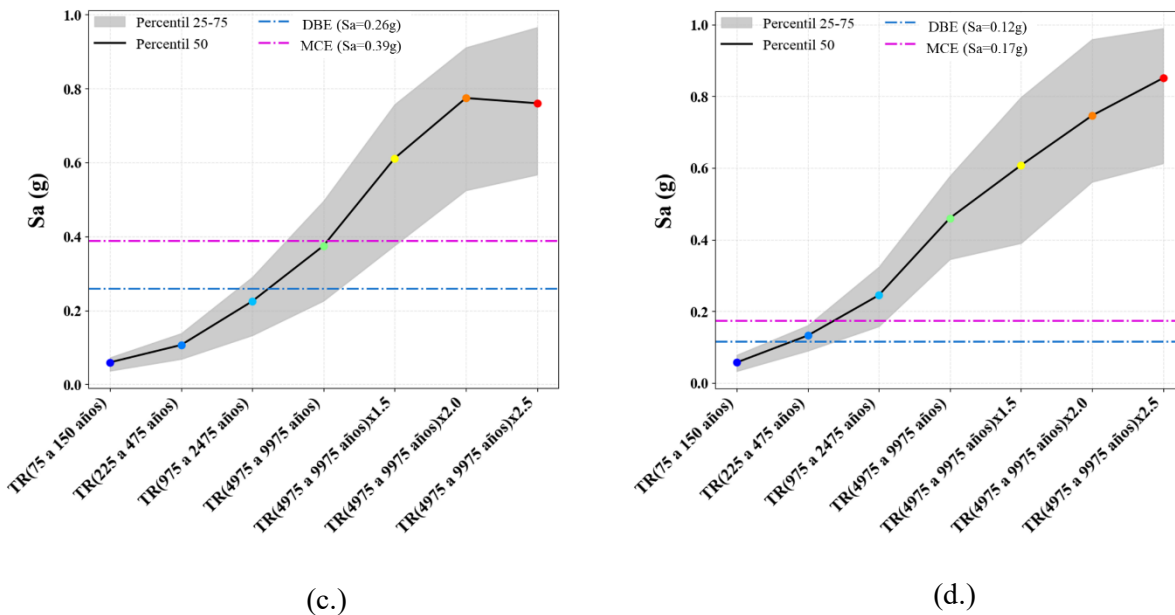 Percentil 25-75
Percentil 50
DBE (Sa=0.26g)
MCE (Sa=0.39g)
Sa (g)
1.0
0.8
0.6
0.4
0.2
0.0
TR(75 a 150 años)
TR(225 a 475 años)
TR(975 a 2475 años)
TR(4975 a 9975 años)
TR(4975 a 9975 años)x1.5
TR(4975 a 9975 años)x2.0
TR(4975 a 9975 años)x2.5
(c.)
Percentil 25-75
Percentil 50
DBE (Sa=0.12g)
MCE (Sa=0.17g)
Sa (g)
1.0
0.8
0.6
0.4
0.2
0.0
TR(75 a 150 años)
TR(225 a 475 años)
TR(975 a 2475 años)
TR(4975 a 9975 años)
TR(4975 a 9975 años)x1.5
TR(4975 a 9975 años)x2.0
TR(4975 a 9975 años)x2.5
(d.)